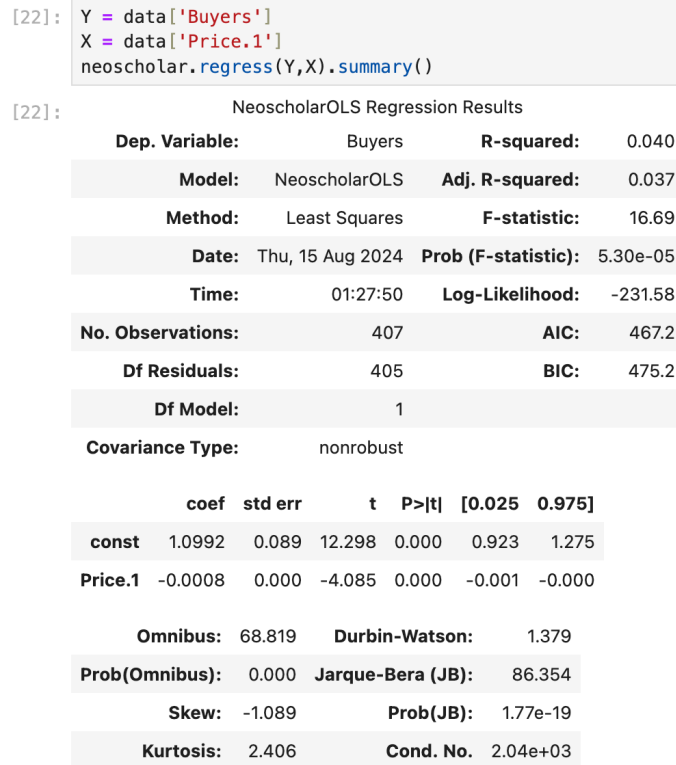 [22]: Y = data['Buyers']
X = data['Price.1']
neoscholar.regress(Y,X).summary()
[22]: NeoscholarOLS Regression Results
Dep. Variable: Buyers R-squared: 0.040
Model: NeoscholarOLS Adj. R-squared: 0.037
Method: Least Squares F-statistic: 16.69
Date: Thu, 15 Aug 2024 Prob (F-statistic): 5.30e-05
Time: 01:27:50 Log-Likelihood: -231.58
No. Observations: 407 AIC: 467.2
Df Residuals: 405 BIC: 475.2
Df Model: 1
Covariance Type: nonrobust
coef std err t P>|t| [0.025 0.975]
const 1.0992 0.089 12.298 0.000 0.923 1.275
Price.1 -0.0008 0.000 -4.085 0.000 -0.001 -0.000
Omnibus: 68.819 Durbin-Watson: 1.379
Prob(Omnibus): 0.000 Jarque-Bera (JB): 86.354
Skew: -1.089 Prob(JB): 1.77e-19
Kurtosis: 2.406 Cond. No. 2.04e+03